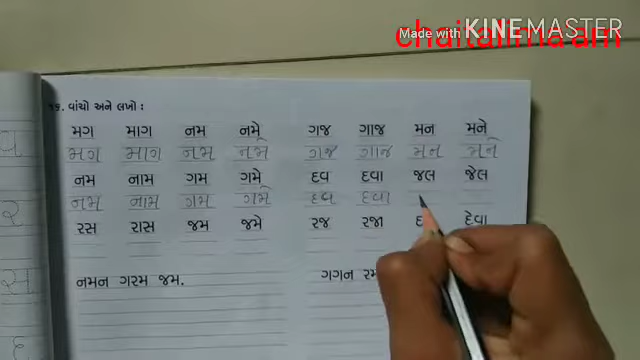 Made with KINEMASTER
chaitalimaam
વાંચો અને લખો :
મગ માગ નમ નમે ગજ ગાજ મન મને
મગ માગ નમ નમે ગજ ગાજ મન મને
નમ નામ ગમ ગમે દવ દવા જલ જેલ
નમ નામ ગમ ગમે દવ દવા
રસ રાસ જમ જમે રજ રજા દેવા
નમન ગરમ જમ. ગગન